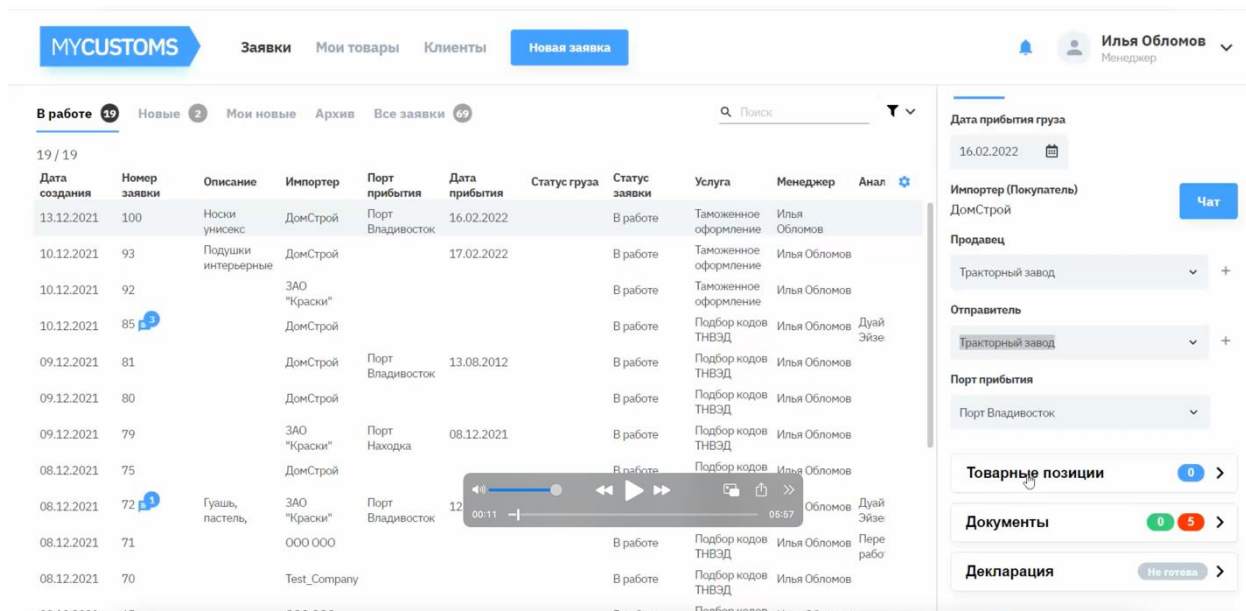 MYCUSTOMS
Заявки Мои товары Клиенты Новая заявка
Илья Обломов
Менеджер
В работе 19 Новые 2 Мои новые Архив Все заявки 69 Поиск
19 / 19
Дата создания Номер заявки Описание Импортер Порт прибытия Дата прибытия Статус груза Статус заявки Услуга Менеджер Анал
13.12.2021 100 Носки унисекс ДомСтрой Порт Владивосток 16.02.2022 В работе Таможенное оформление Илья Обломов
10.12.2021 93 Подушки интерьерные ДомСтрой 17.02.2022 В работе Таможенное оформление Илья Обломов
10.12.2021 92 ЗАО "Краски" В работе Таможенное оформление Илья Обломов
10.12.2021 85 3 ДомСтрой В работе Подбор кодов ТНВЭД Илья Обломов Дуай Эйзе
09.12.2021 81 ДомСтрой Порт Владивосток 13.08.2012 В работе Подбор кодов ТНВЭД Илья Обломов
09.12.2021 80 ДомСтрой В работе Подбор кодов ТНВЭД Илья Обломов
09.12.2021 79 ЗАО "Краски" Порт Находка 08.12.2021 В работе Подбор кодов ТНВЭД Илья Обломов
08.12.2021 75 ДомСтрой В работе Подбор кодов Илья Обломов
08.12.2021 72 1 Гуашь, пастель, ЗАО "Краски" Порт Владивосток 12 Обломов Дуай Эйзе
00:11 05:57
08.12.2021 71 ООО ООО В работе Подбор кодов ТНВЭД Илья Обломов Пере рабо
08.12.2021 70 Test_Company В работе Подбор кодов ТНВЭД Илья Обломов
Дата прибытия груза
16.02.2022
Импортер (Покупатель)
ДомСтрой
Чат
Продавец
Тракторный завод +
Отправитель
Тракторный завод +
Порт прибытия
Порт Владивосток
Товарные позиции 0
Документы 0 5
Декларация Не готова